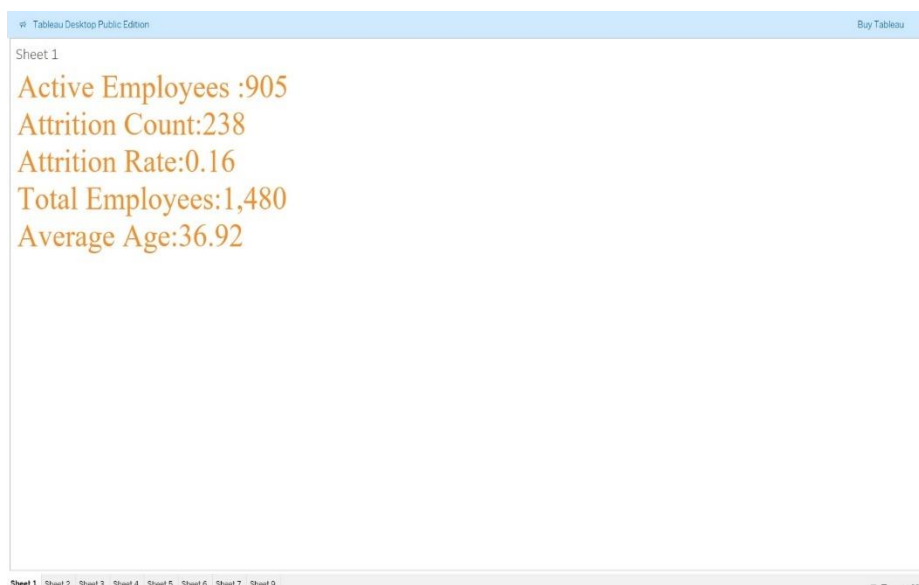 Tableau Desktop Public Edition Buy Tableau
Sheet 1
Active Employees :905
Attrition Count:238
Attrition Rate:0.16
Total Employees:1,480
Average Age:36.92
Sheet 1 Sheet 2 Sheet 3 Sheet 4 Sheet 5 Sheet 6 Sheet 7 Sheet 9